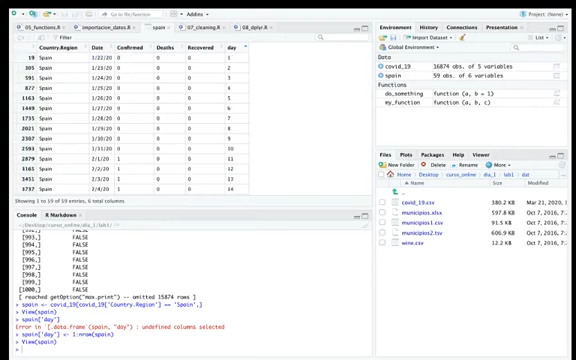 Go to file/function
Addins
Project: (None)
05_functions.R
importacion_datos.R
spain
07_cleaning.R
08_dplyr.R
Filter
Country.Region Date Confirmed Deaths Recovered day
19 Spain 1/22/20 0 0 0 1
305 Spain 1/23/20 0 0 0 2
591 Spain 1/24/20 0 0 0 3
877 Spain 1/25/20 0 0 0 4
1163 Spain 1/26/20 0 0 0 5
1449 Spain 1/27/20 0 0 0 6
1735 Spain 1/28/20 0 0 0 7
2021 Spain 1/29/20 0 0 0 8
2307 Spain 1/30/20 0 0 0 9
2593 Spain 1/31/20 0 0 0 10
2879 Spain 2/1/20 1 0 0 11
3165 Spain 2/2/20 1 0 0 12
3451 Spain 2/3/20 1 0 0 13
3737 Spain 2/4/20 1 0 0 14
Showing 1 to 15 of 59 entries, 6 total columns
Console R Markdown
~/Desktop/curso_online/dia_1/lab1/
[993,] FALSE
[994,] FALSE
[995,] FALSE
[996,] FALSE
[997,] FALSE
[998,] FALSE
[999,] FALSE
[1000,] FALSE
[ reached getOption("max.print") -- omitted 15874 rows ]
> spain <- covid_19[covid_19['Country.Region'] == 'Spain',]
> View(spain)
> spain['day']
Error in `[.data.frame`(spain, "day") : undefined columns selected
> spain['day'] <- 1:nrow(spain)
> View(spain)
>
Environment History Connections Presentation
Import Dataset
List
Global Environment
Data
covid_19 16874 obs. of 5 variables
spain 59 obs. of 6 variables
Functions
do_something function (a, b = 1)
my_function function (a, b, c)
Files Plots Packages Help Viewer
New Folder Delete Rename More
Home Desktop curso_online dia_1 lab1 dat
Name Size Modified
..
covid_19.csv 380.2 KB Mar 21, 2020,
municipios.xlsx 597.8 KB Oct 7, 2016,
municipios1.csv 91.5 KB Oct 7, 2016,
municipios2.tsv 606.9 KB Oct 7, 2016,
wine.csv 12.2 KB Oct 7, 2016,